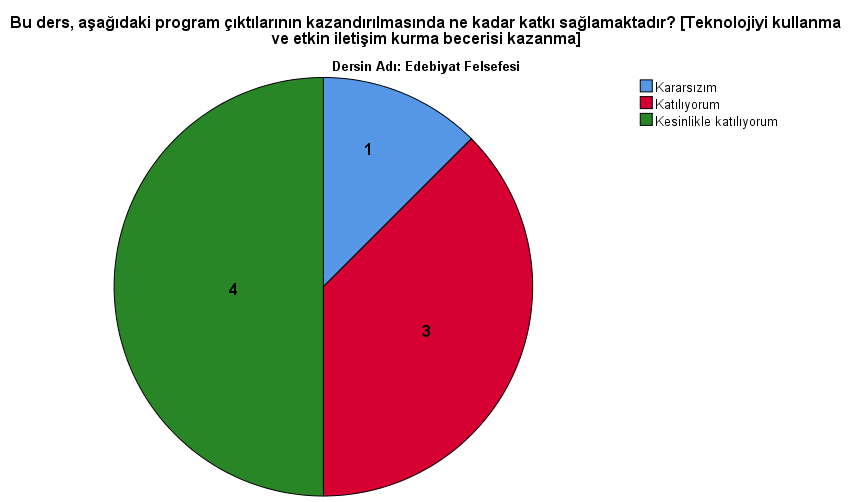 Bu ders, aşağıdaki program çıktılarının kazandırılmasında ne kadar katkı sağlamaktadır? [Teknolojiyi kullanma
ve etkin iletişim kurma becerisi kazanma]
Dersin Adı: Edebiyat Felsefesi
Kararsızım
Katılıyorum
Kesinlikle katılıyorum
1
4
3